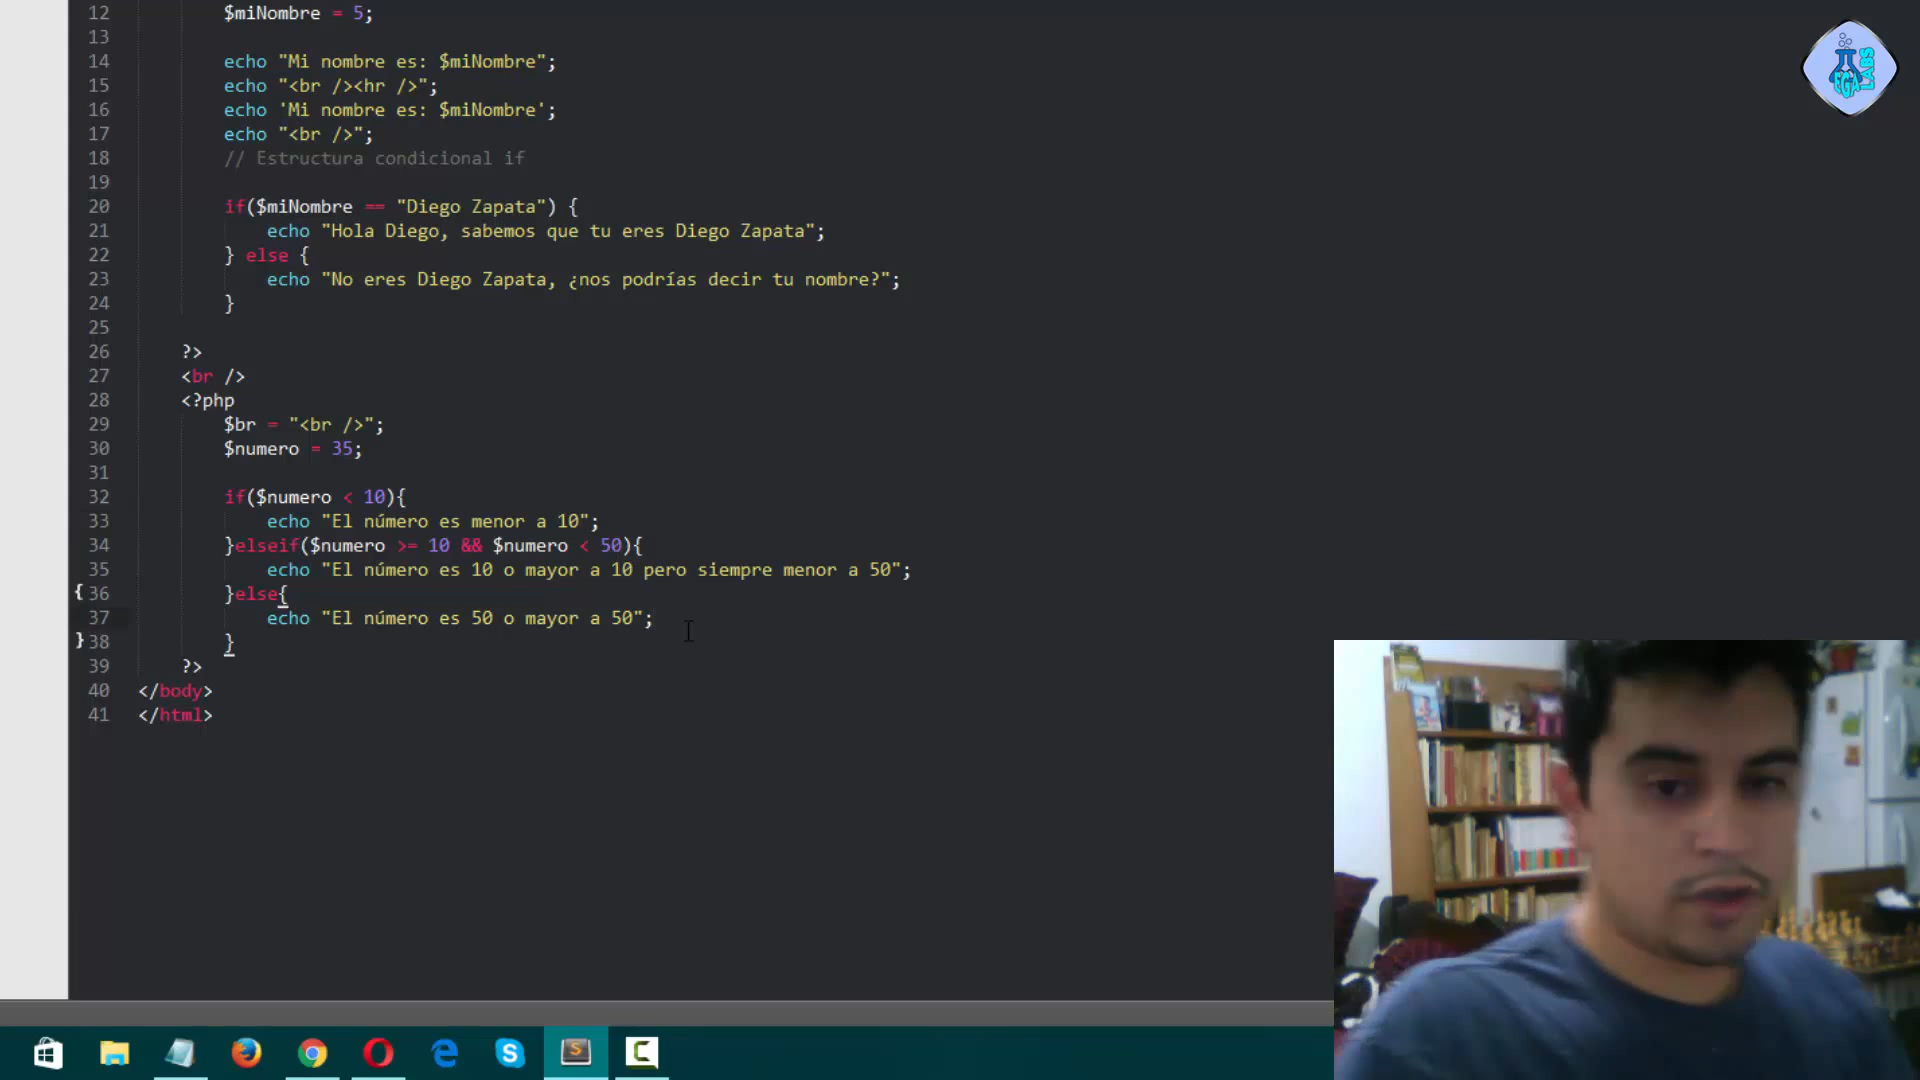 12 $miNombre = 5;
13
14 echo "Mi nombre es: $miNombre";
15 echo "<br /><hr />";
16 echo 'Mi nombre es: $miNombre';
17 echo "<br />";
18 // Estructura condicional if
19
20 if($miNombre == "Diego Zapata") {
21 echo "Hola Diego, sabemos que tu eres Diego Zapata";
22 } else {
23 echo "No eres Diego Zapata, ¿nos podrías decir tu nombre?";
24 }
25
26 ?>
27 <br />
28 <?php
29 $br = "<br />";
30 $numero = 35;
31
32 if($numero < 10){
33 echo "El número es menor a 10";
34 }elseif($numero >= 10 && $numero < 50){
35 echo "El número es 10 o mayor a 10 pero siempre menor a 50";
{ 36 }else{
37 echo "El número es 50 o mayor a 50";
} 38 }
39 ?>
40 </body>
41 </html>
EGA LABS